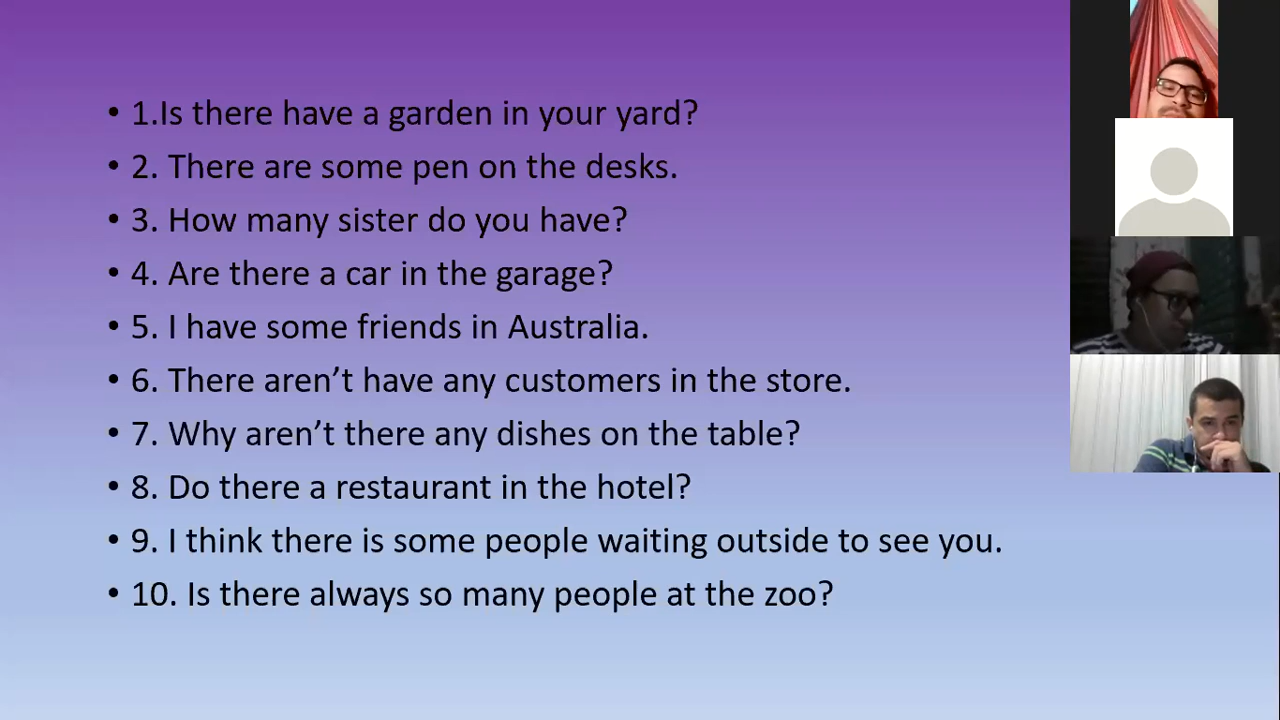 • 1.Is there have a garden in your yard?
• 2. There are some pen on the desks.
• 3. How many sister do you have?
• 4. Are there a car in the garage?
• 5. I have some friends in Australia.
• 6. There aren’t have any customers in the store.
• 7. Why aren’t there any dishes on the table?
• 8. Do there a restaurant in the hotel?
• 9. I think there is some people waiting outside to see you.
• 10. Is there always so many people at the zoo?